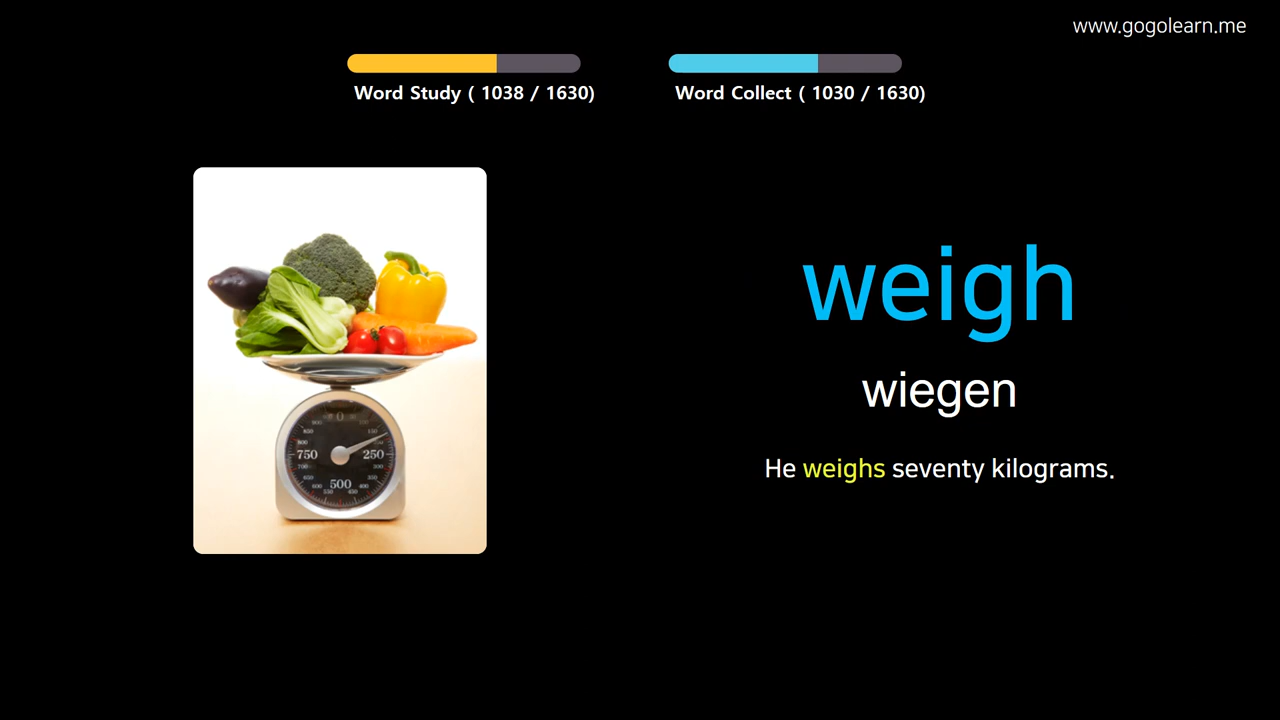 www.gogolearn.me
Word Study ( 1038 / 1630)
Word Collect ( 1030 / 1630)
weigh
wiegen
He weighs seventy kilograms.
0
750
250
500